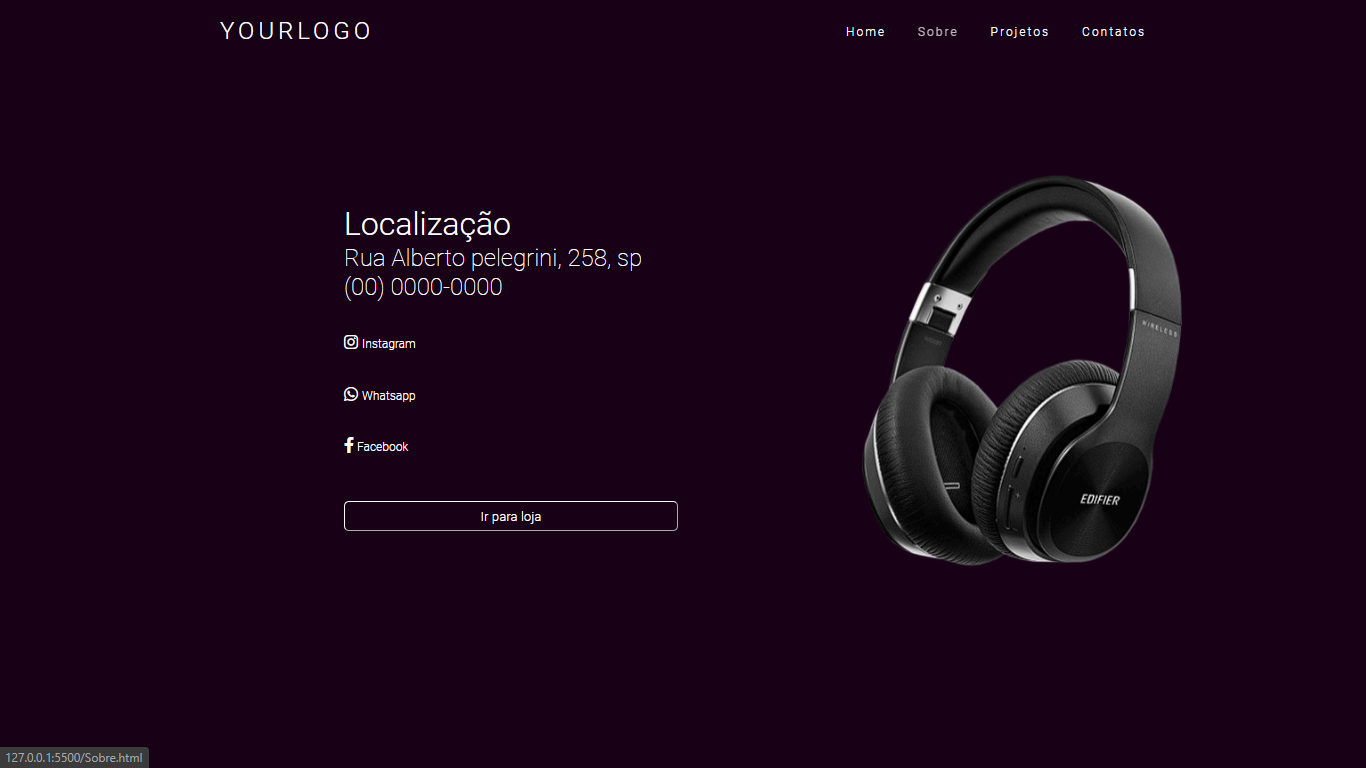 YOURLOGO
Home Sobre Projetos Contatos
Localização
Rua Alberto pelegrini, 258, sp
(00) 0000-0000
Instagram
Whatsapp
Facebook
Ir para loja
WIRELESS
EDIFIER
127.0.0.1:5500/Sobre.html